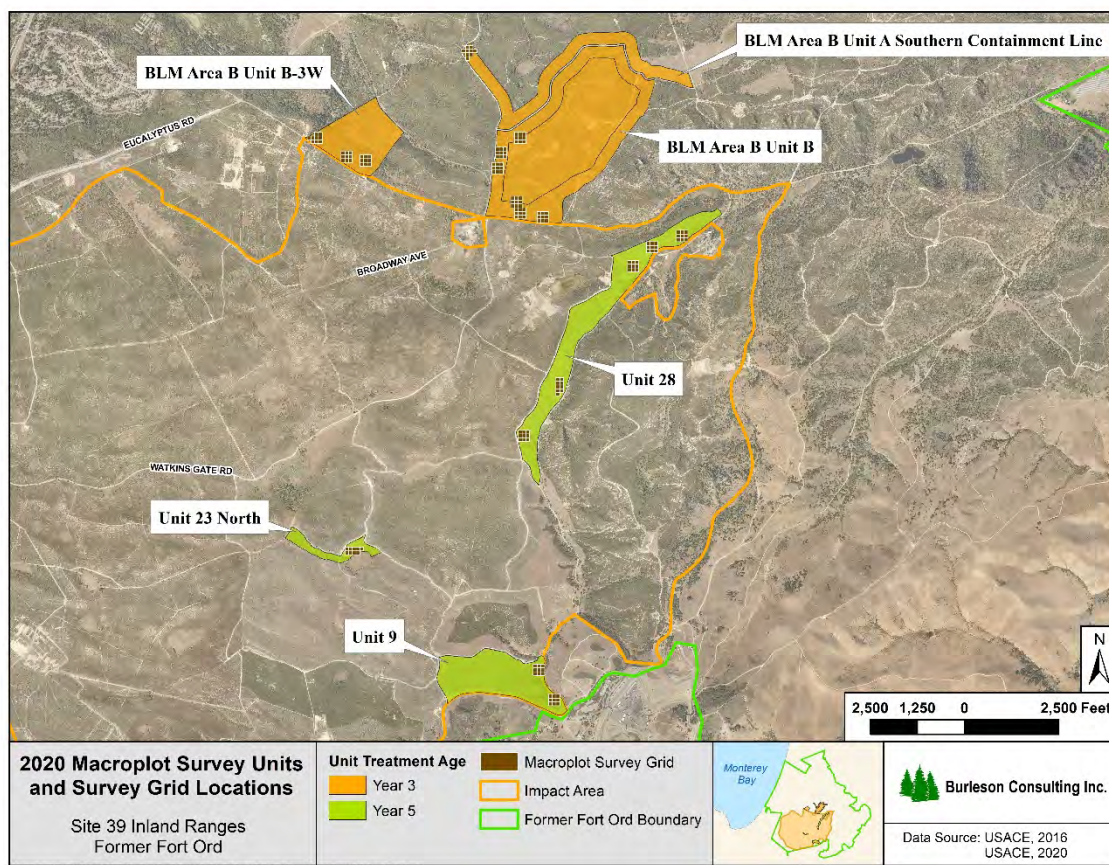 BLM Area B Unit A Southern Containment Line
BLM Area B Unit B-3W
EUCALYPTUS RD
BLM Area B Unit B
BROADWAY AVE
Unit 28
WATKINS GATE RD
Unit 23 North
Unit 9
N
2,500 1,250 0 2,500 Feet
2020 Macroplot Survey Units
and Survey Grid Locations
Site 39 Inland Ranges
Former Fort Ord
Unit Treatment Age
Year 3
Year 5
Macroplot Survey Grid
Impact Area
Former Fort Ord Boundary
Monterey
Bay
Burleson Consulting Inc.
Data Source: USACE, 2016
USACE, 2020